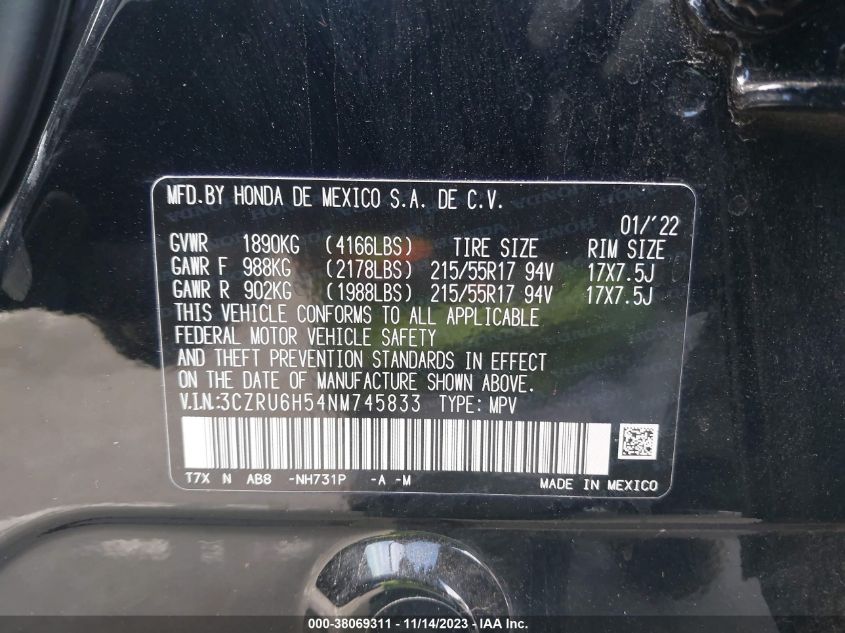 MFD.BY HONDA DE MEXICO S.A. DE C.V.
01/'22
GVWR 1890KG (4166LBS) TIRE SIZE RIM SIZE
GAWR F 988KG (2178LBS) 215/55R17 94V 17X7.5J
GAWR R 902KG (1988LBS) 215/55R17 94V 17X7.5J
THIS VEHICLE CONFORMS TO ALL APPLICABLE
FEDERAL MOTOR VEHICLE SAFETY
AND THEFT PREVENTION STANDARDS IN EFFECT
ON THE DATE OF MANUFACTURE SHOWN ABOVE.
V.I.N.:3CZRU6H54NM745833 TYPE: MPV
T7X N AB8 -NH731P -A -M MADE IN MEXICO
000-38069311 - 11/14/2023 - IAA Inc.